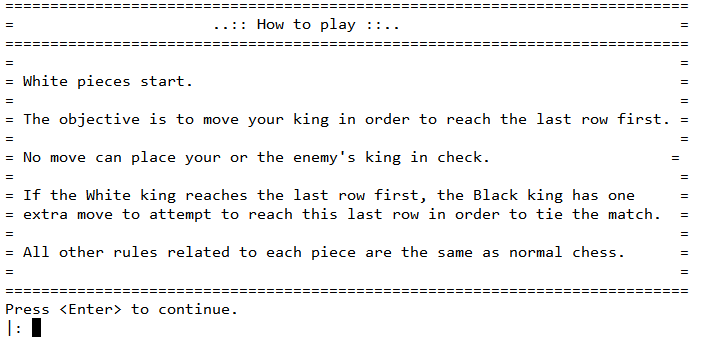 ============================================================================
=                      ..:: How to play ::..                               =
============================================================================
=                                                                          =
= White pieces start.                                                      =
=                                                                          =
= The objective is to move your king in order to reach the last row first. =
=                                                                          =
= No move can place your or the enemy's king in check.                    =
=                                                                          =
= If the White king reaches the last row first, the Black king has one     =
= extra move to attempt to reach this last row in order to tie the match.  =
=                                                                          =
= All other rules related to each piece are the same as normal chess.      =
=                                                                          =
============================================================================
Press <Enter> to continue.
|: